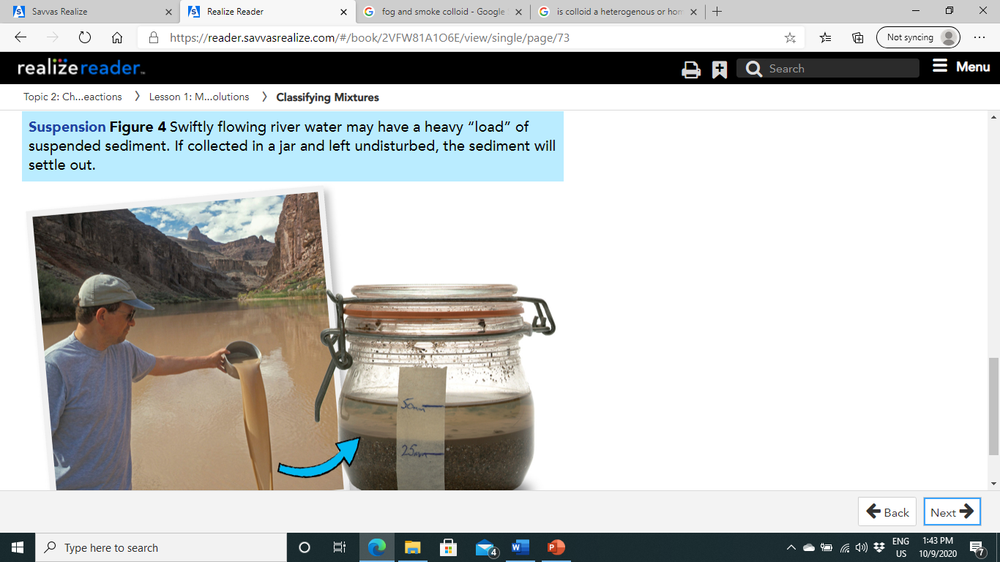 Savvas Realize
Realize Reader
fog and smoke colloid - Google
is colloid a heterogenous or hom
https://reader.savvasrealize.com/#/book/2VFW81A1O6E/view/single/page/73
Not syncing
realizereader™
Search
Menu
Topic 2: Ch...eactions
Lesson 1: M...olutions
Classifying Mixtures
Suspension Figure 4 Swiftly flowing river water may have a heavy “load” of
suspended sediment. If collected in a jar and left undisturbed, the sediment will
settle out.
50mm
25mm
Back
Next
Type here to search
4
ENG
US
1:43 PM
10/9/2020
7